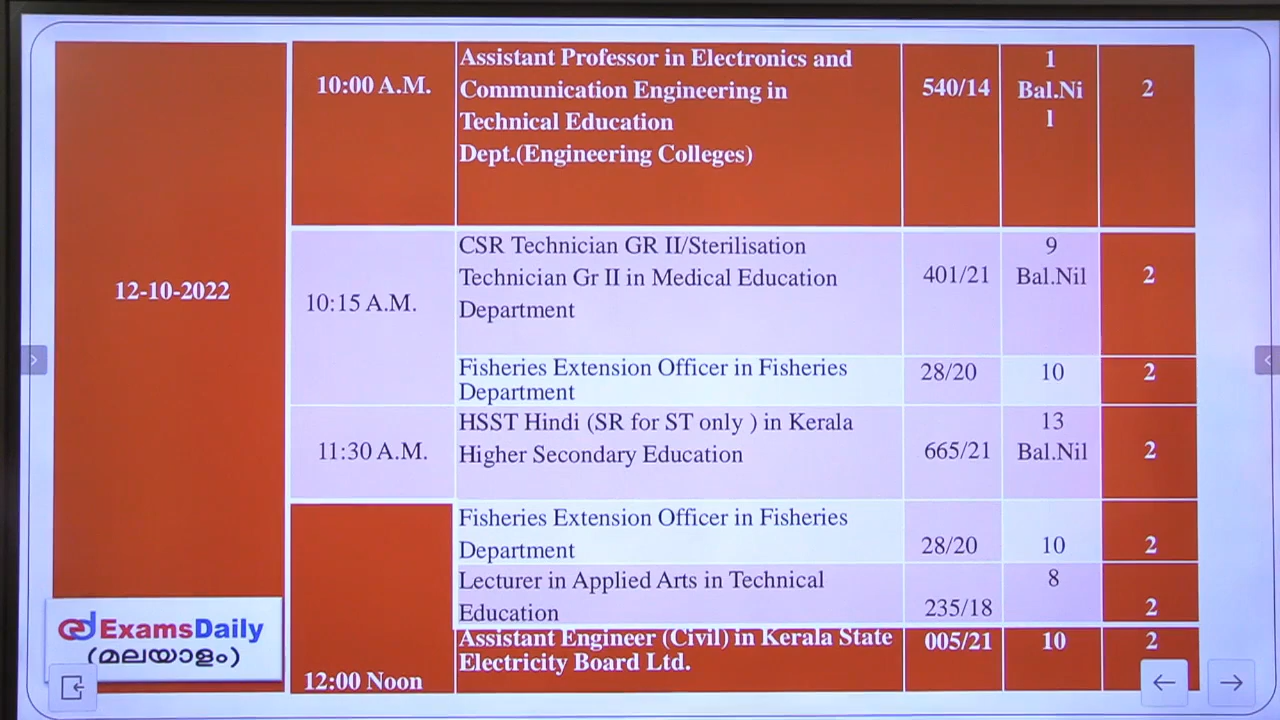 12-10-2022
10:00 A.M.
Assistant Professor in Electronics and
Communication Engineering in
Technical Education
Dept.(Engineering Colleges)
540/14
1
Bal.Ni
l
2
10:15 A.M.
CSR Technician GR II/Sterilisation
Technician Gr II in Medical Education
Department
401/21
9
Bal.Nil
2
Fisheries Extension Officer in Fisheries
Department
28/20
10
2
11:30 A.M.
HSST Hindi (SR for ST only ) in Kerala
Higher Secondary Education
665/21
13
Bal.Nil
2
12:00 Noon
Fisheries Extension Officer in Fisheries
Department
28/20
10
2
Lecturer in Applied Arts in Technical
Education
235/18
8
2
Assistant Engineer (Civil) in Kerala State
Electricity Board Ltd.
005/21
10
2
ExamsDaily
(മലയാളം)